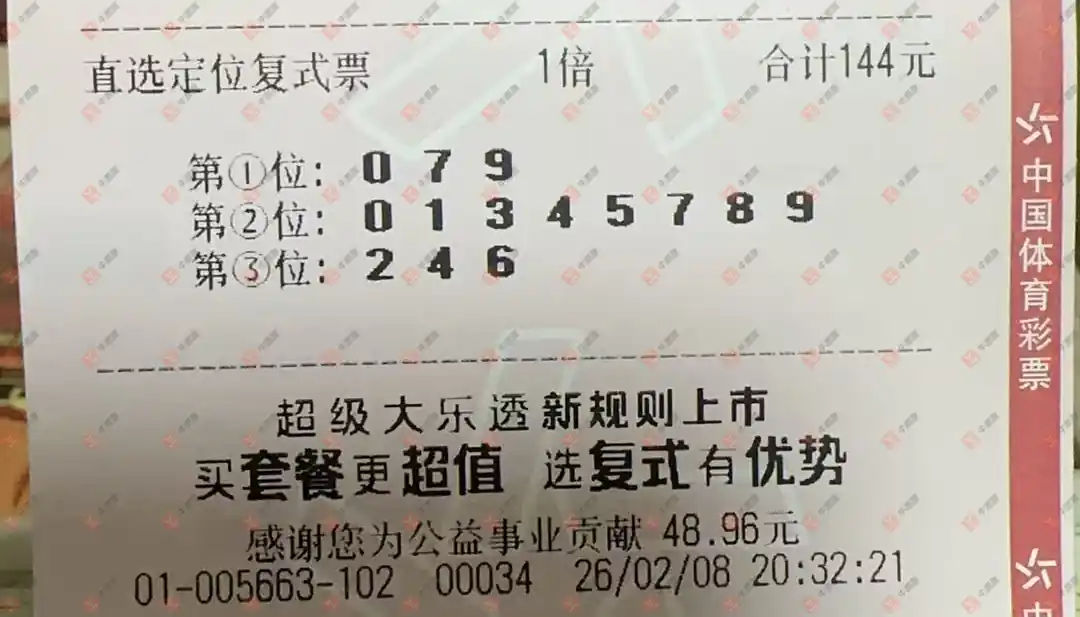 直选定位复式票 1倍 合计144元
第①位: 0 7 9
第②位: 0 1 3 4 5 7 8 9
第③位: 2 4 6
超级大乐透新规则上市
买套餐更超值 选复式有优势
感谢您为公益事业贡献 48.96元
01-005663-102 00034 26/02/08 20:32:21
中国体育彩票
中